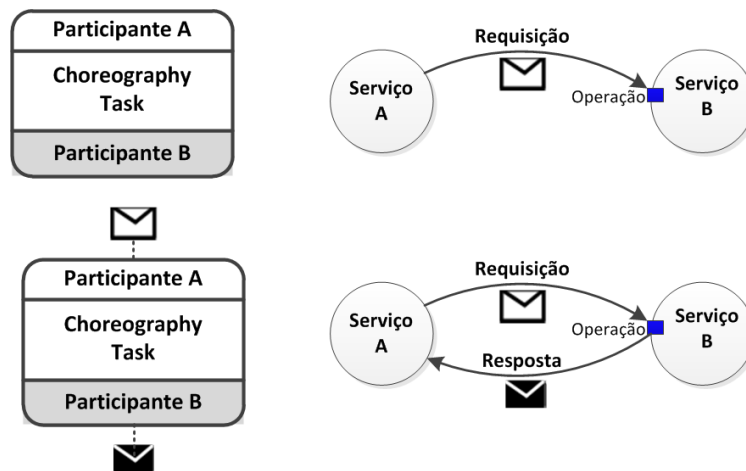 Participante A
Choreography
Task
Participante B
Requisição
Serviço
A
Operação
Serviço
B
Participante A
Choreography
Task
Participante B
Requisição
Serviço
A
Operação
Serviço
B
Resposta